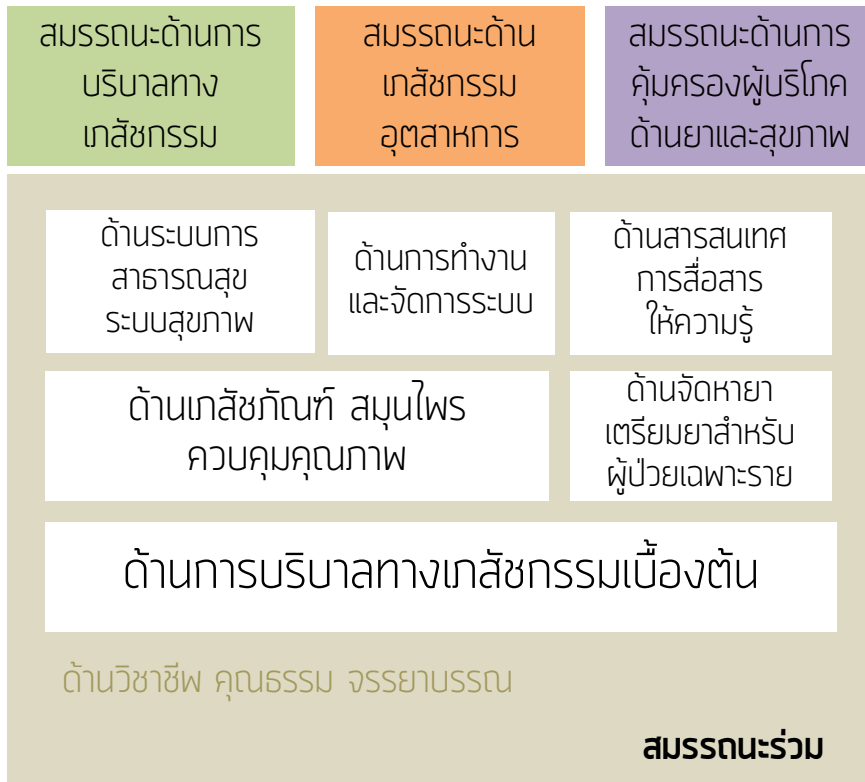 สมรรถนะด้านการ
บริบาลทาง
เภสัชกรรม
สมรรถนะด้าน
เภสัชกรรม
อุตสาหการ
สมรรถนะด้านการ
คุ้มครองผู้บริโภค
ด้านยาและสุขภาพ
ด้านระบบการ
สาธารณสุข
ระบบสุขภาพ
ด้านการทำงาน
และจัดการระบบ
ด้านสารสนเทศ
การสื่อสาร
ให้ความรู้
ด้านเภสัชภัณฑ์ สมุนไพร
ควบคุมคุณภาพ
ด้านจัดหายา
เตรียมยาสำหรับ
ผู้ป่วยเฉพาะราย
ด้านการบริบาลทางเภสัชกรรมเบื้องต้น
ด้านวิชาชีพ คุณธรรม จรรยาบรรณ
สมรรถนะร่วม